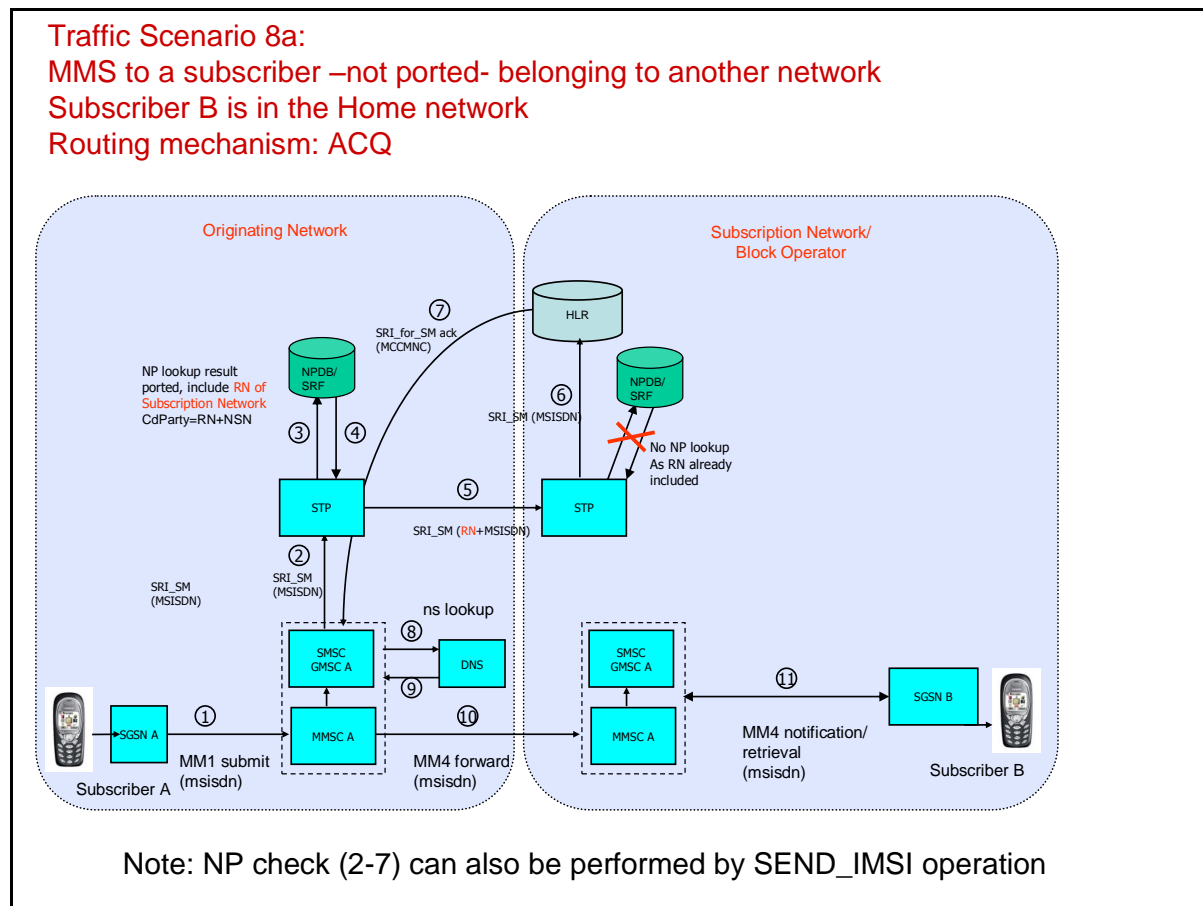 Traffic Scenario 8a:
MMS to a subscriber –not ported- belonging to another network
Subscriber B is in the Home network
Routing mechanism: ACQ
Originating Network
Subscription Network/
Block Operator
7
SRI_for_SM ack
(MCCMNC)
HLR
NP lookup result
ported, include RN of
Subscription Network
CdParty=RN+NSN
NPDB/
SRF
3
4
6
SRI_SM (MSISDN)
NPDB/
SRF
No NP lookup
As RN already
included
STP
5
SRI_SM (RN+MSISDN)
STP
2
SRI_SM
(MSISDN)
SRI_SM
(MSISDN)
ns lookup
SMSC
GMSC A
8
9
DNS
SMSC
GMSC A
SGSN A
1
MM1 submit
(msisdn)
MMSC A
10
MM4 forward
(msisdn)
MMSC A
11
MM4 notification/
retrieval
(msisdn)
SGSN B
Subscriber A
Subscriber B
Note: NP check (2-7) can also be performed by SEND_IMSI operation